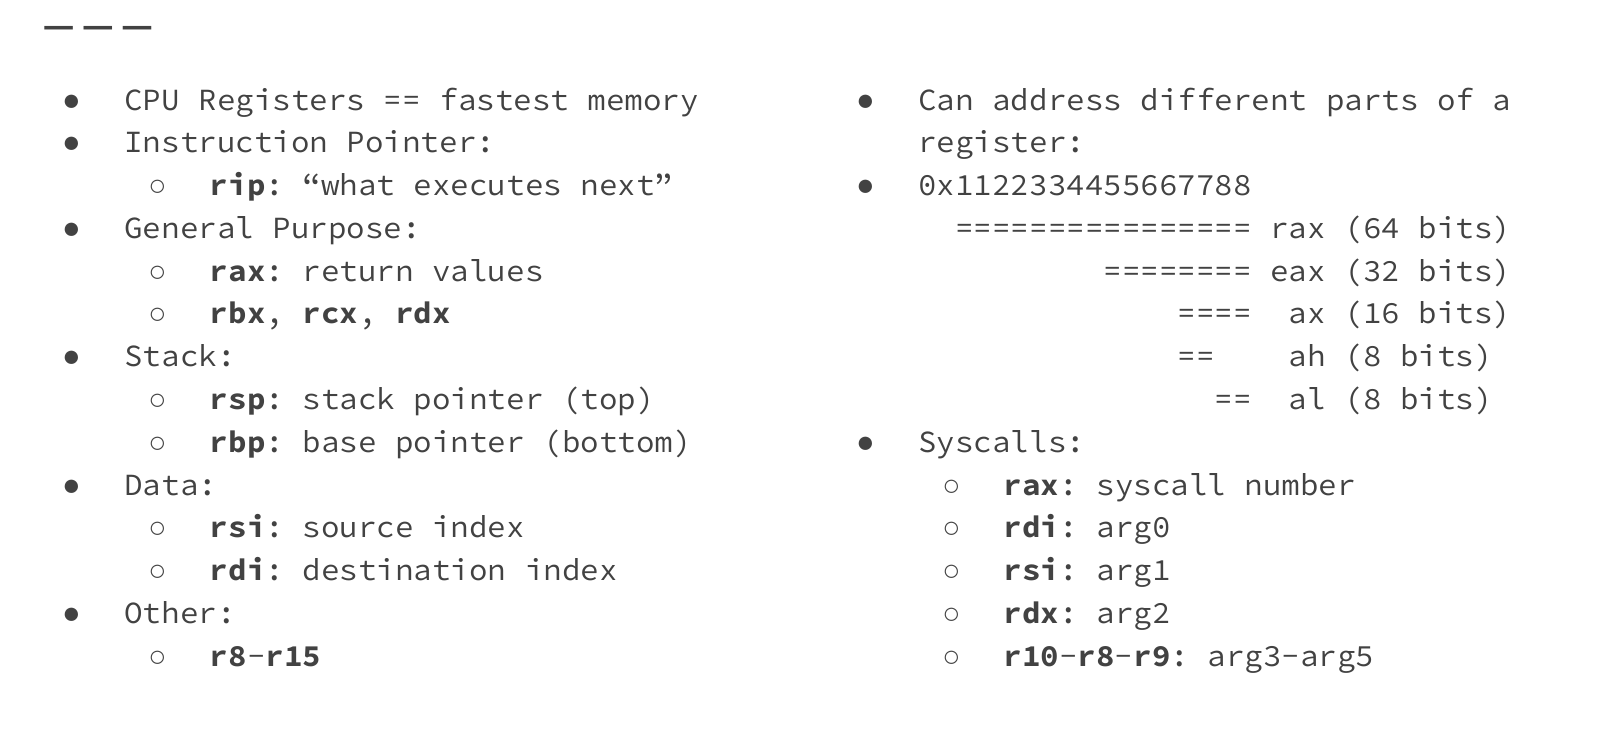 ● CPU Registers == fastest memory
● Instruction Pointer:
○ rip: “what executes next”
● General Purpose:
○ rax: return values
○ rbx, rcx, rdx
● Stack:
○ rsp: stack pointer (top)
○ rbp: base pointer (bottom)
● Data:
○ rsi: source index
○ rdi: destination index
● Other:
○ r8-r15
● Can address different parts of a
register:
● 0x1122334455667788
================ rax (64 bits)
======== eax (32 bits)
==== ax (16 bits)
== ah (8 bits)
== al (8 bits)
● Syscalls:
○ rax: syscall number
○ rdi: arg0
○ rsi: arg1
○ rdx: arg2
○ r10-r8-r9: arg3-arg5